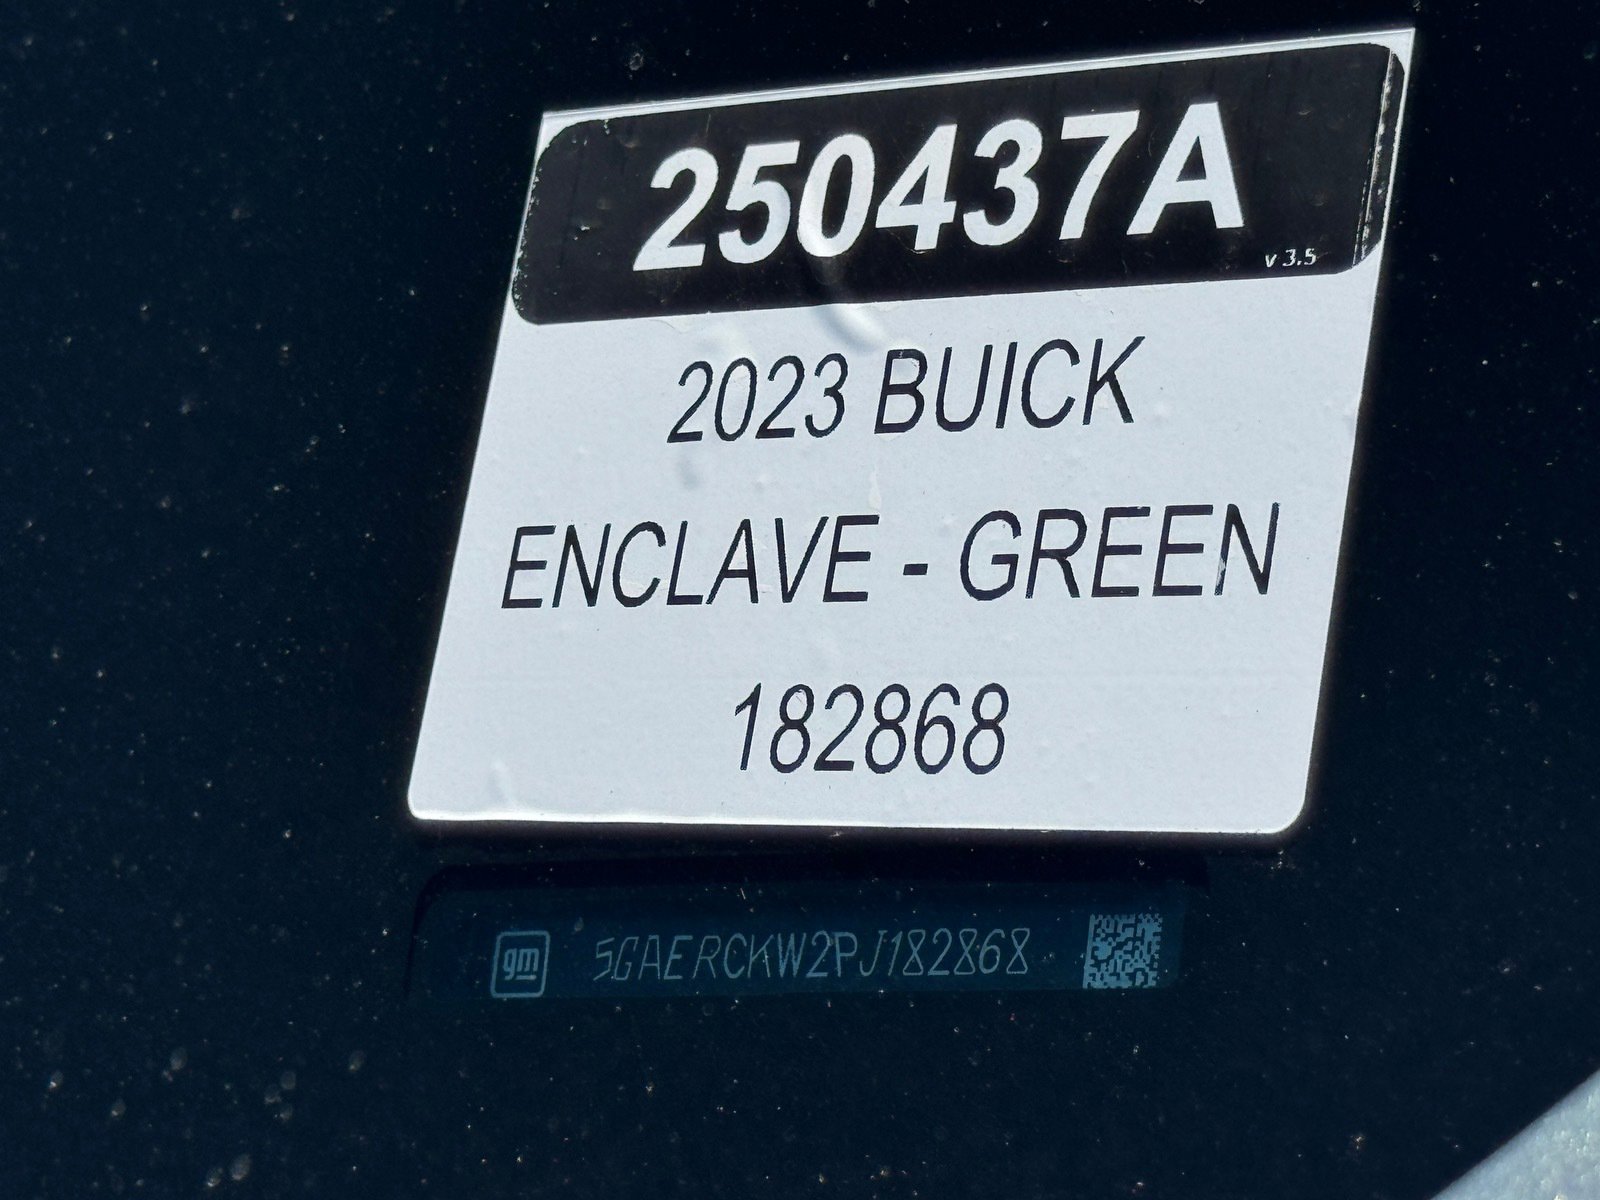 250437A
v 3.5
2023 BUICK
ENCLAVE - GREEN
182868
gm 5GAERCKW2PJ182868